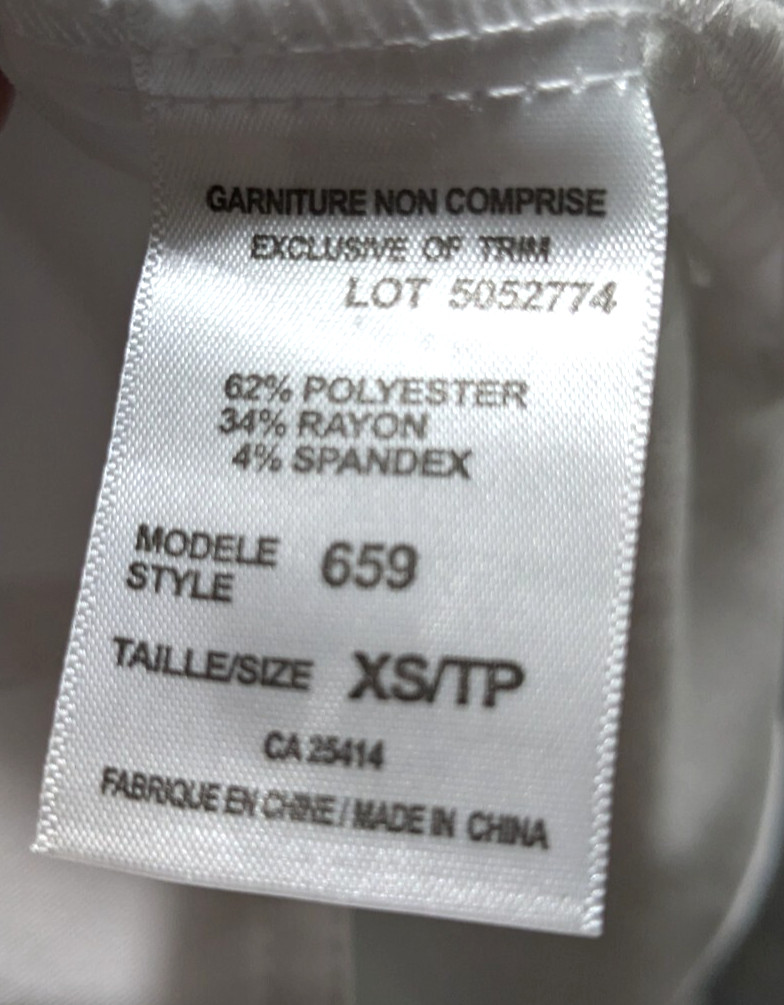 GARNITURE NON COMPRISE
EXCLUSIVE OF TRIM
LOT 5052774
62% POLYESTER
34% RAYON
4% SPANDEX
MODELE
STYLE 659
TAILLE/SIZE XS/TP
CA 25414
FABRIQUE EN CHINE / MADE IN CHINA